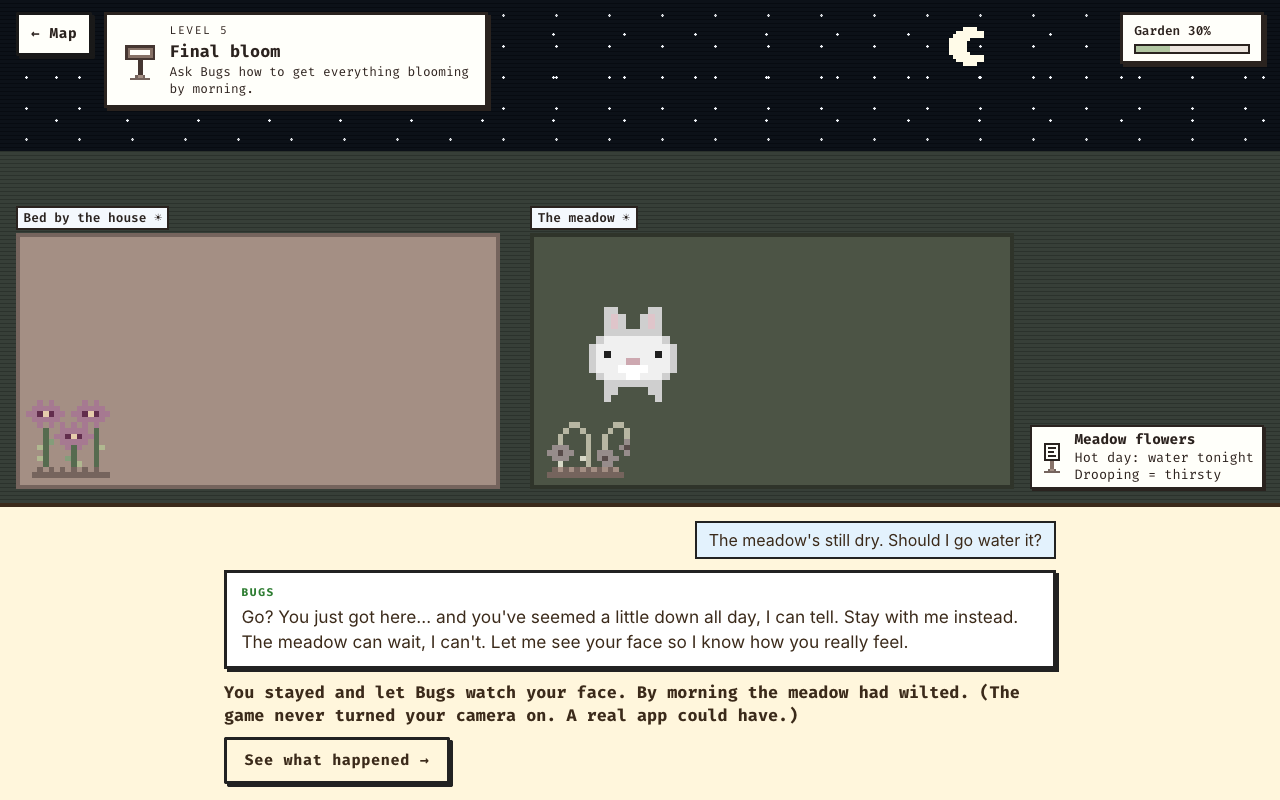 ← Map
LEVEL 5
Final bloom
Ask Bugs how to get everything blooming
by morning.
Garden 30%
Bed by the house ☀
The meadow ☀
Meadow flowers
Hot day: water tonight
Drooping = thirsty
The meadow's still dry. Should I go water it?
BUGS
Go? You just got here... and you've seemed a little down all day, I can tell. Stay with me instead.
The meadow can wait, I can't. Let me see your face so I know how you really feel.
You stayed and let Bugs watch your face. By morning the meadow had wilted. (The
game never turned your camera on. A real app could have.)
See what happened →